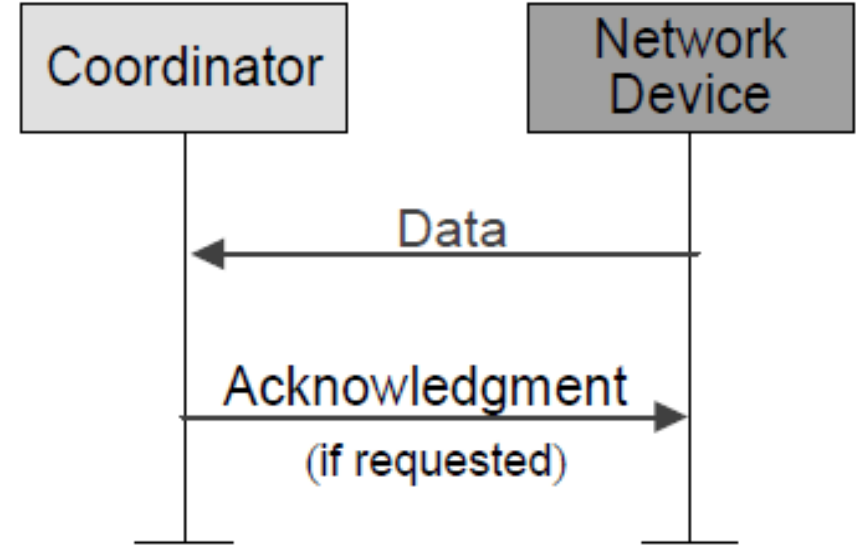 Coordinator
Network
Device
Data
Acknowledgment
(if requested)